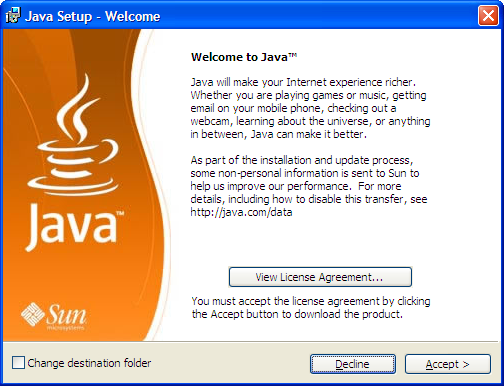 Java Setup - Welcome
Welcome to Java™
Java will make your Internet experience richer.
Whether you are playing games or music, getting
email on your mobile phone, checking out a
webcam, learning about the universe, or anything
in between, Java can make it better.
As part of the installation and update process,
some non-personal information is sent to Sun to
help us improve our performance.  For more
details, including how to disable this transfer, see
http://java.com/data
Java™
View License Agreement...
You must accept the license agreement by clicking
the Accept button to download the product.
Sun
microsystems
Change destination folder
Decline
Accept >